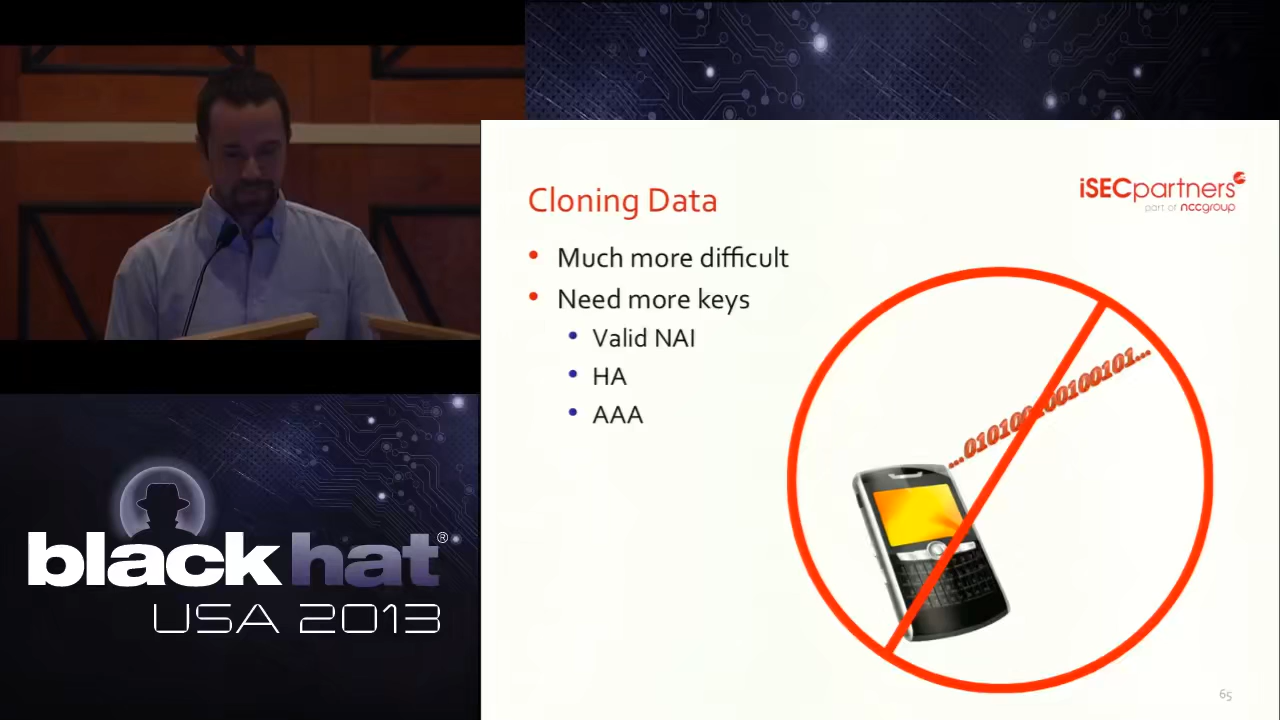 Cloning Data
iSECpartners
part of nccgroup
Much more difficult
Need more keys
Valid NAI
HA
AAA
...010100100100101...
black hat®
USA 2013
65